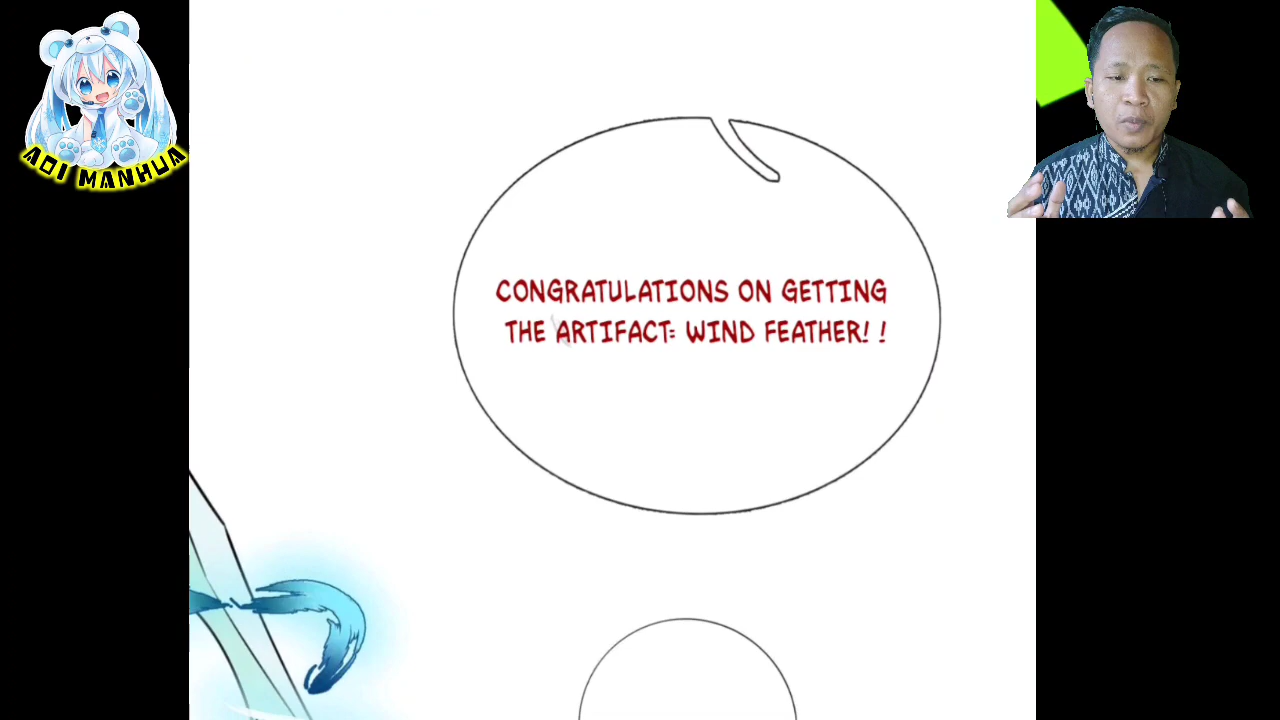 AOI MANHUA
CONGRATULATIONS ON GETTING
THE ARTIFACT: WIND FEATHER! !